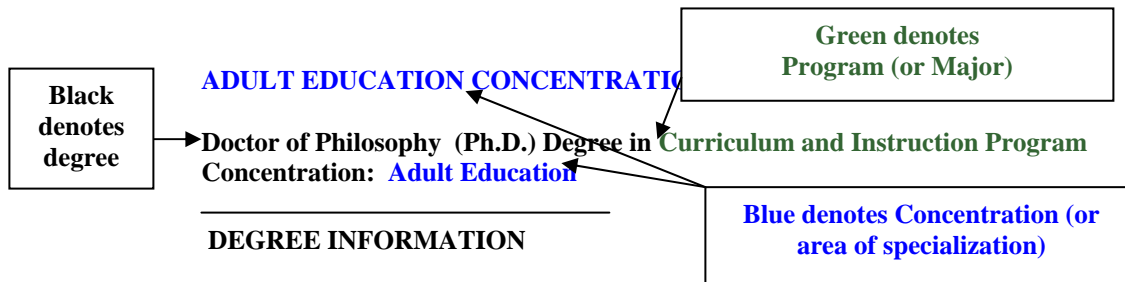 Green denotes
Program (or Major)
ADULT EDUCATION CONCENTRATIO
Black
denotes
degree
Doctor of Philosophy (Ph.D.) Degree in Curriculum and Instruction Program
Concentration: Adult Education
Blue denotes Concentration (or
area of specialization)
DEGREE INFORMATION